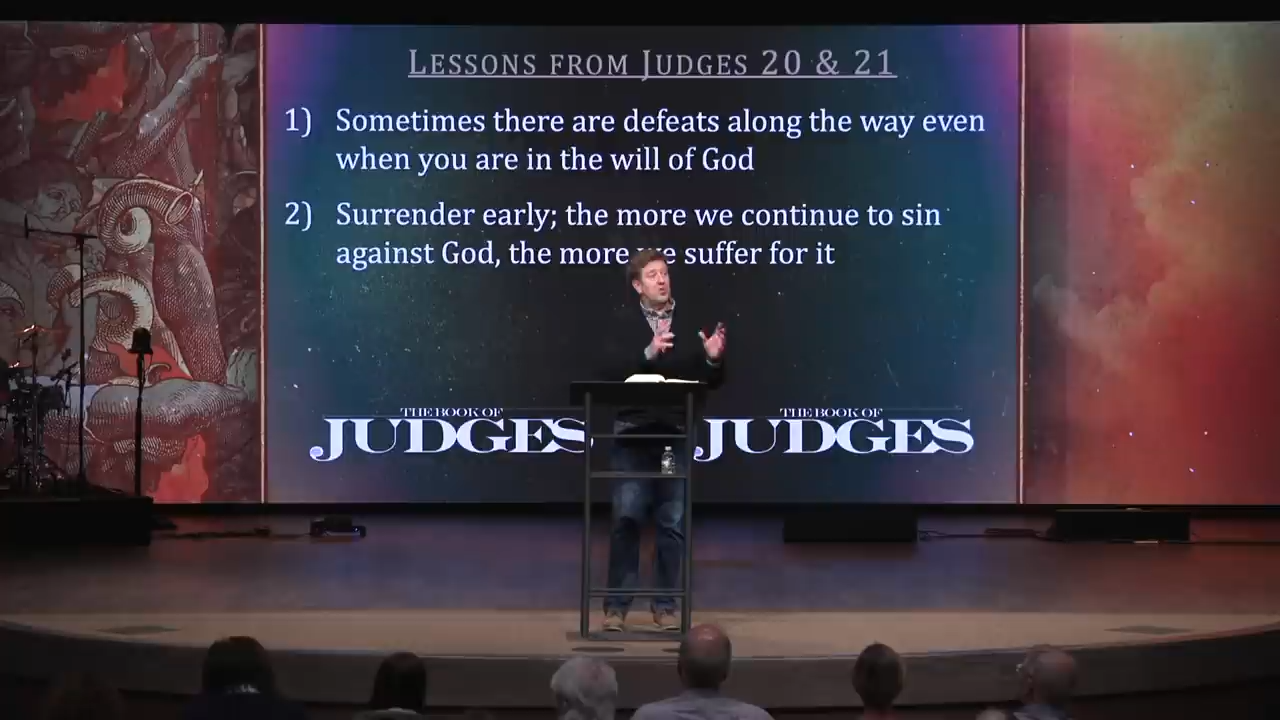 LESSONS FROM JUDGES 20 & 21
1) Sometimes there are defeats along the way even
when you are in the will of God
2) Surrender early; the more we continue to sin
against God, the more we suffer for it
THE BOOK OF
JUDGES
THE BOOK OF
JUDGES